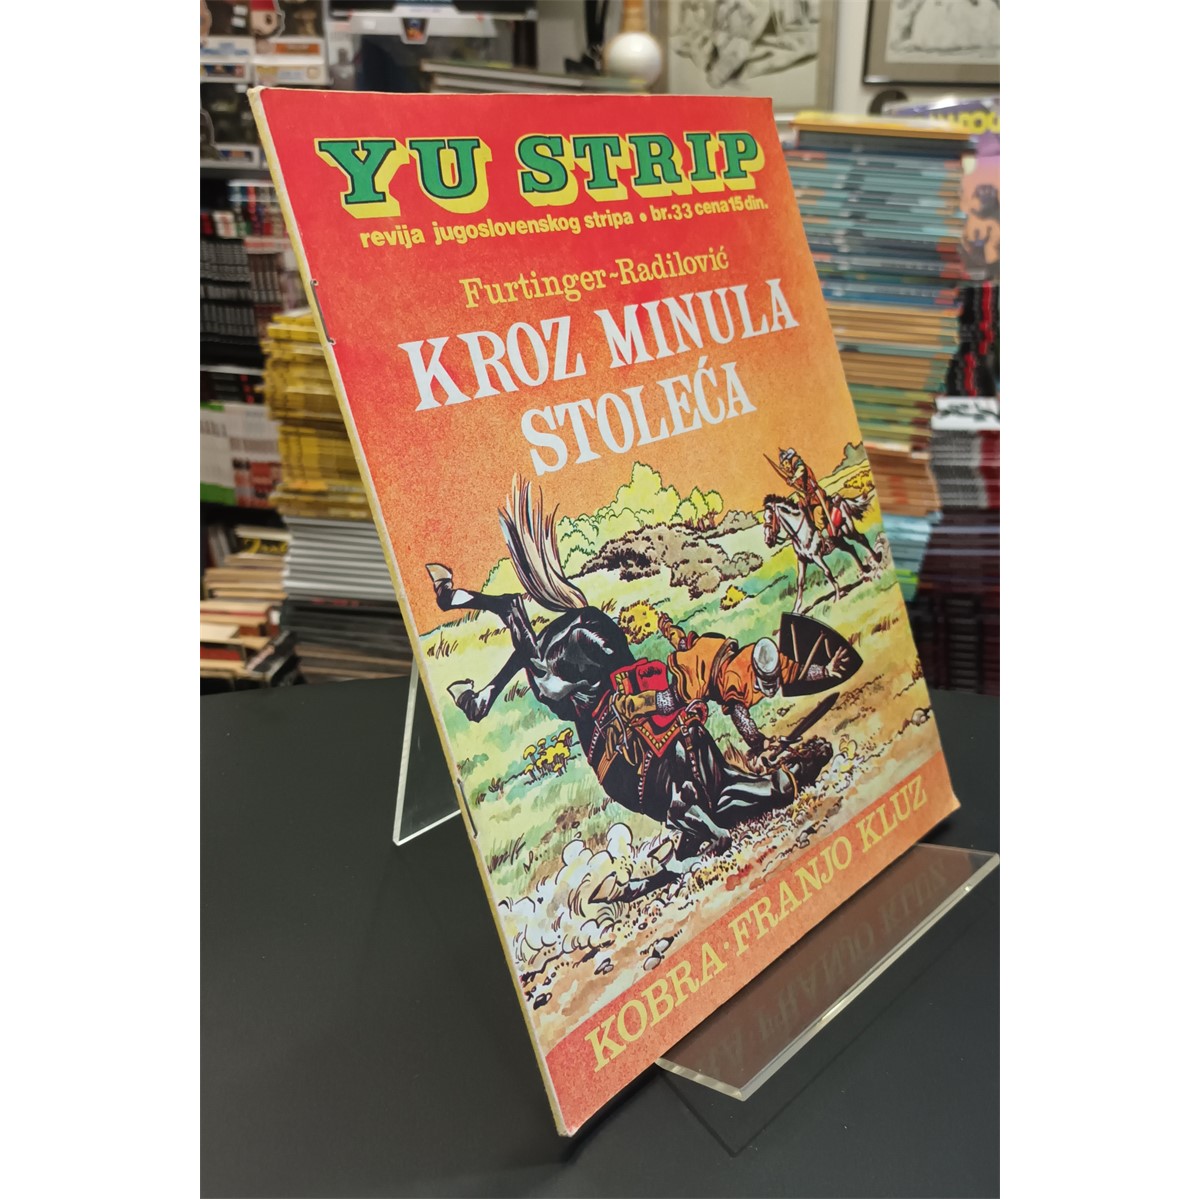 YU STRIP
revija jugoslovenskog stripa • br.33 cena 15 din.
Furtinger-Radilović
KROZ MINULA
STOLEĆA
KOBRA·FRANJO KLUZ